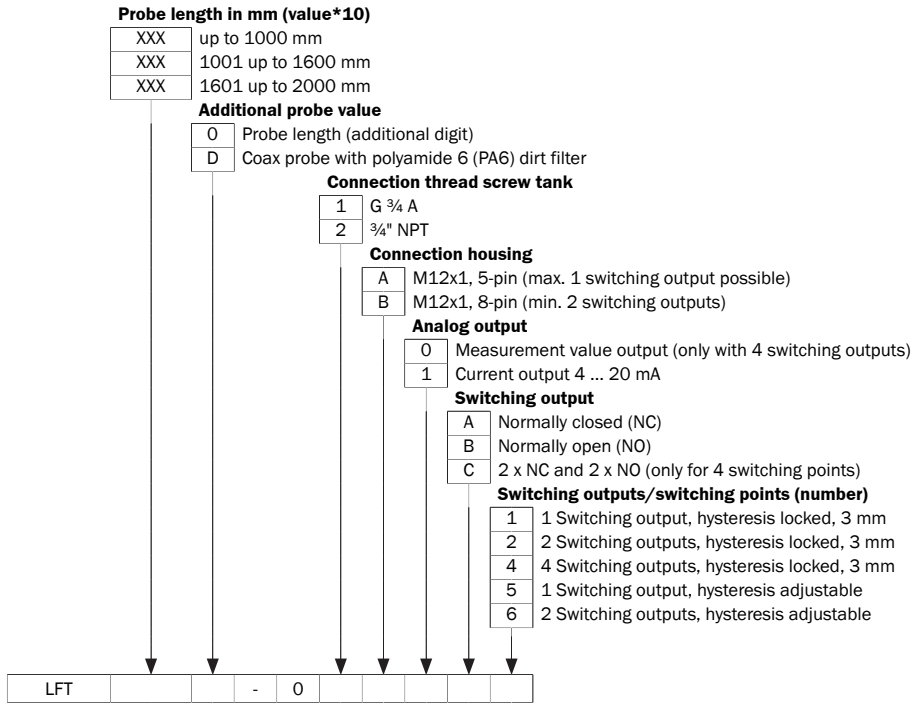 Probe length in mm (value*10)
XXX up to 1000 mm
XXX 1001 up to 1600 mm
XXX 1601 up to 2000 mm
Additional probe value
0 Probe length (additional digit)
D Coax probe with polyamide 6 (PA6) dirt filter
Connection thread screw tank
1 G ¾ A
2 ¾" NPT
Connection housing
A M12x1, 5-pin (max. 1 switching output possible)
B M12x1, 8-pin (min. 2 switching outputs)
Analog output
0 Measurement value output (only with 4 switching outputs)
1 Current output 4 ... 20 mA
Switching output
A Normally closed (NC)
B Normally open (NO)
C 2 x NC and 2 x NO (only for 4 switching points)
Switching outputs/switching points (number)
1 1 Switching output, hysteresis locked, 3 mm
2 2 Switching outputs, hysteresis locked, 3 mm
4 4 Switching outputs, hysteresis locked, 3 mm
5 1 Switching output, hysteresis adjustable
6 2 Switching outputs, hysteresis adjustable
LFT - 0